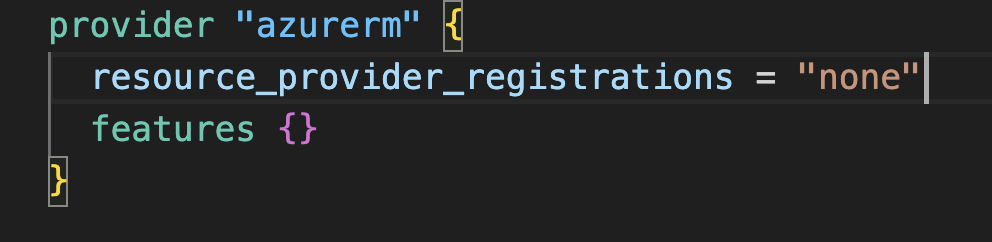 provider "azurerm" {
  resource_provider_registrations = "none"
  features {}
}